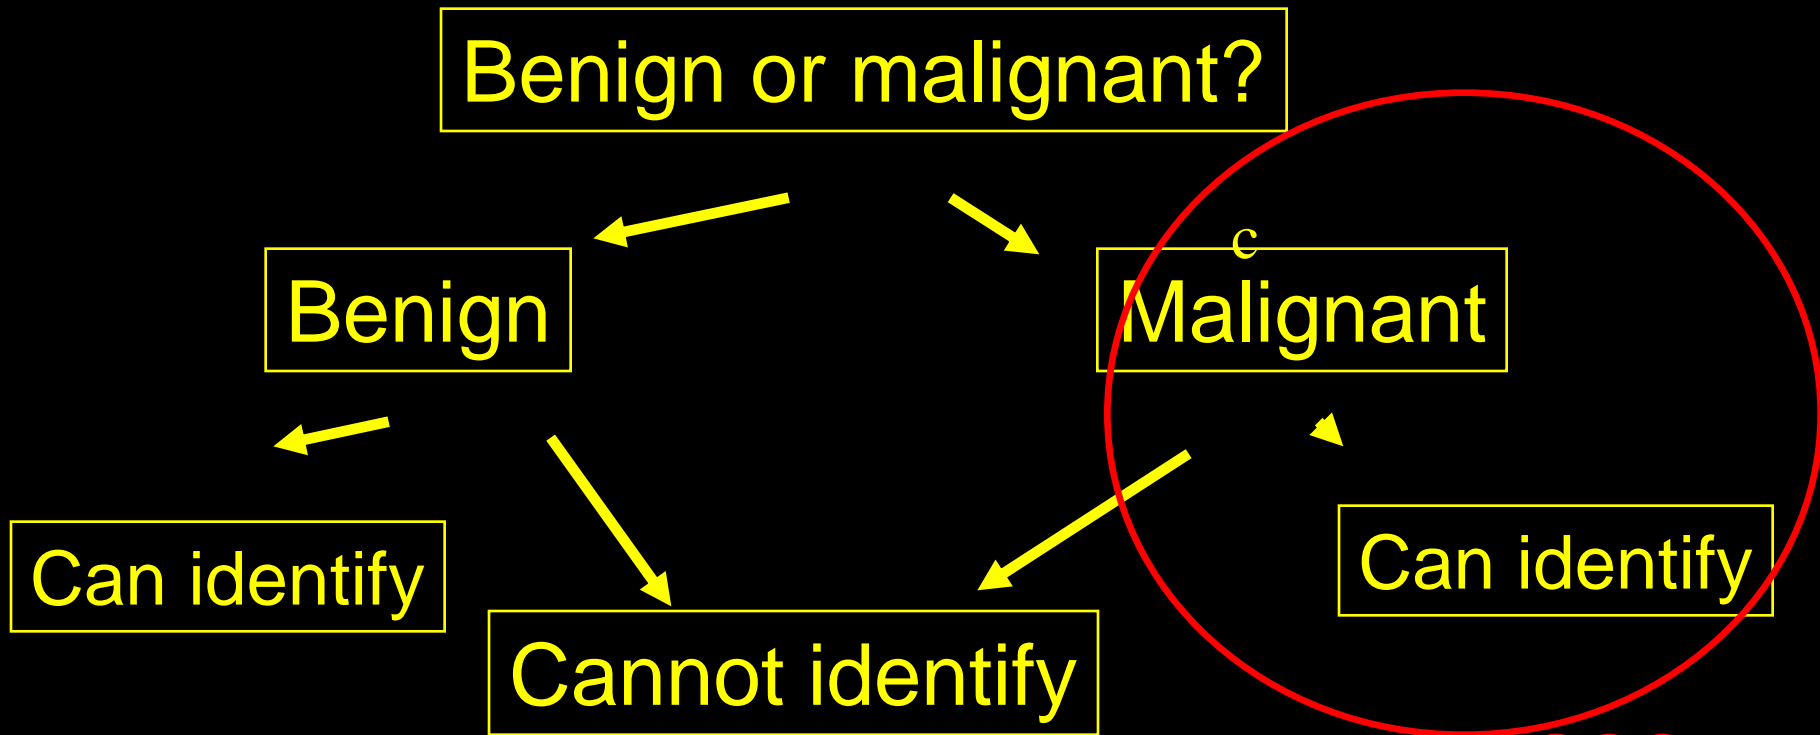 Benign or malignant?
c
Benign
Malignant
Can identify
Can identify
Cannot identify